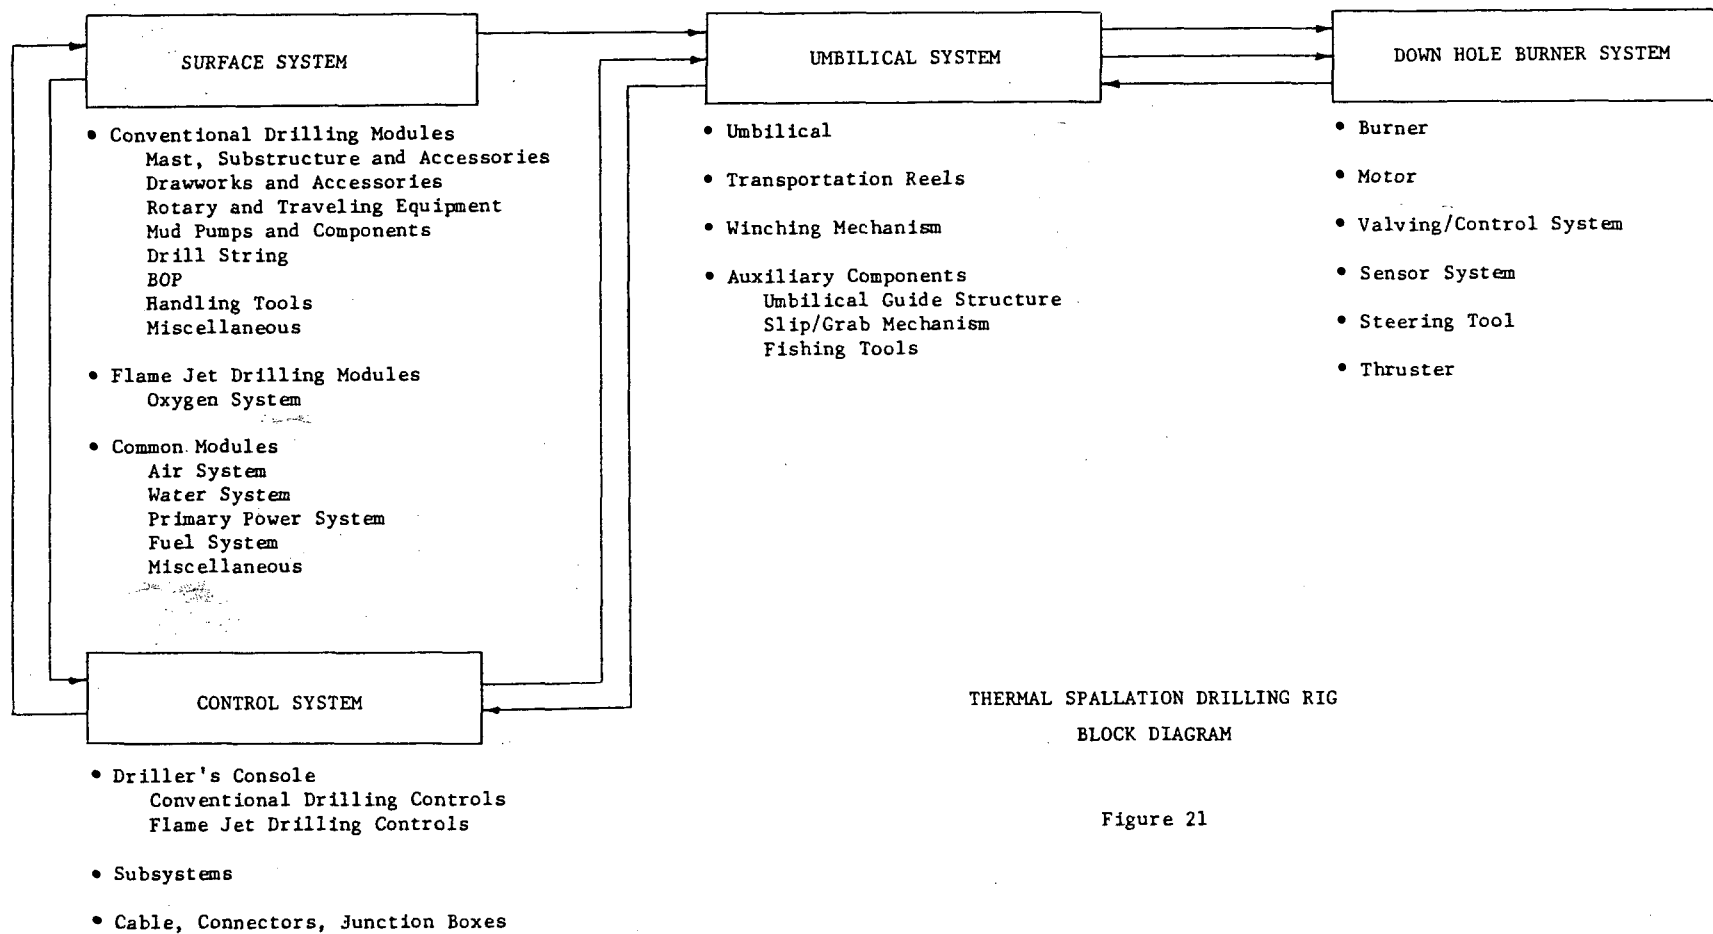 SURFACE SYSTEM
• Conventional Drilling Modules
Mast, Substructure and Accessories
Drawworks and Accessories
Rotary and Traveling Equipment
Mud Pumps and Components
Drill String
BOP
Handling Tools
Miscellaneous
• Flame Jet Drilling Modules
Oxygen System
• Common Modules
Air System
Water System
Primary Power System
Fuel System
Miscellaneous
UMBILICAL SYSTEM
• Umbilical
• Transportation Reels
• Winching Mechanism
• Auxiliary Components
Umbilical Guide Structure
Slip/Grab Mechanism
Fishing Tools
DOWN HOLE BURNER SYSTEM
• Burner
• Motor
• Valving/Control System
• Sensor System
• Steering Tool
• Thruster
CONTROL SYSTEM
• Driller's Console
Conventional Drilling Controls
Flame Jet Drilling Controls
• Subsystems
• Cable, Connectors, Junction Boxes
THERMAL SPALLATION DRILLING RIG
BLOCK DIAGRAM
Figure 21